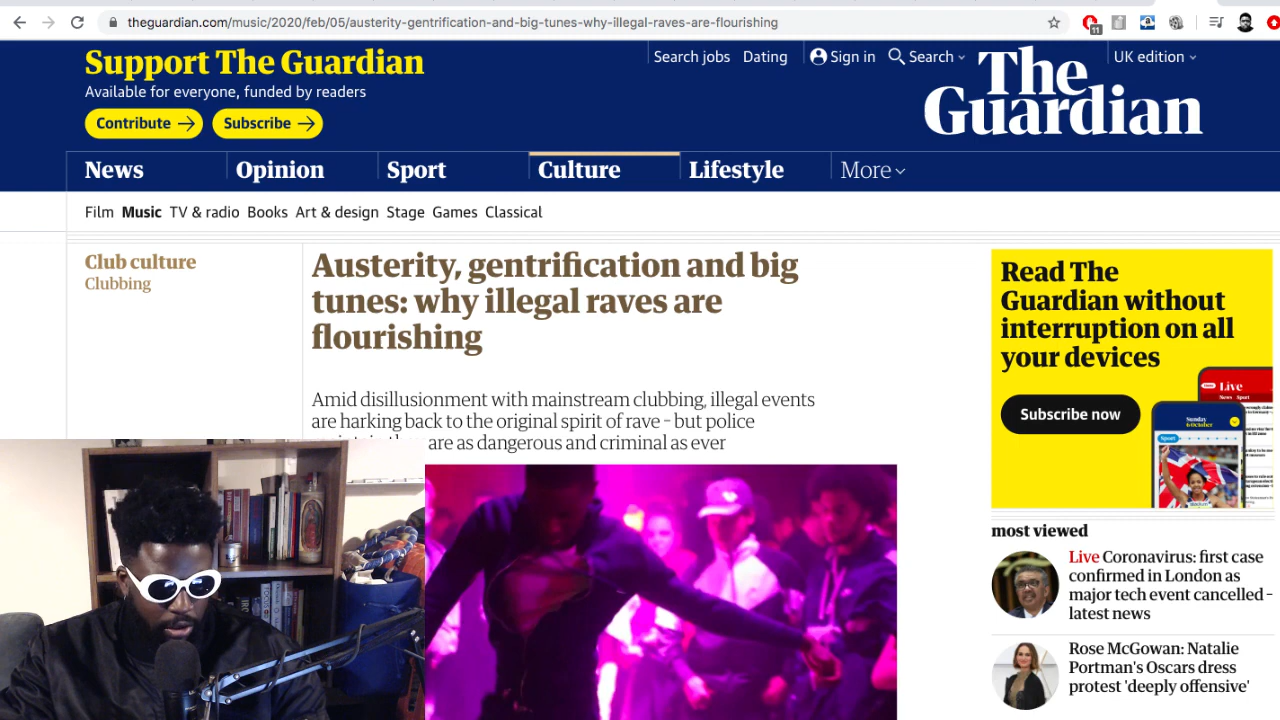 theguardian.com/music/2020/feb/05/austerity-gentrification-and-big-tunes-why-illegal-raves-are-flourishing
11
Support The Guardian
Available for everyone, funded by readers
Contribute → Subscribe →
Search jobs Dating Sign in Search UK edition
The
Guardian
News Opinion Sport Culture Lifestyle More
Film Music TV & radio Books Art & design Stage Games Classical
Club culture
Clubbing
Austerity, gentrification and big
tunes: why illegal raves are
flourishing
Amid disillusionment with mainstream clubbing, illegal events
are harking back to the original spirit of rave – but police
are as dangerous and criminal as ever
Read The
Guardian without
interruption on all
your devices
Subscribe now
Live
Sunday
Sport
most viewed
Live Coronavirus: first case
confirmed in London as
major tech event cancelled –
latest news
Rose McGowan: Natalie
Portman's Oscars dress
protest 'deeply offensive'